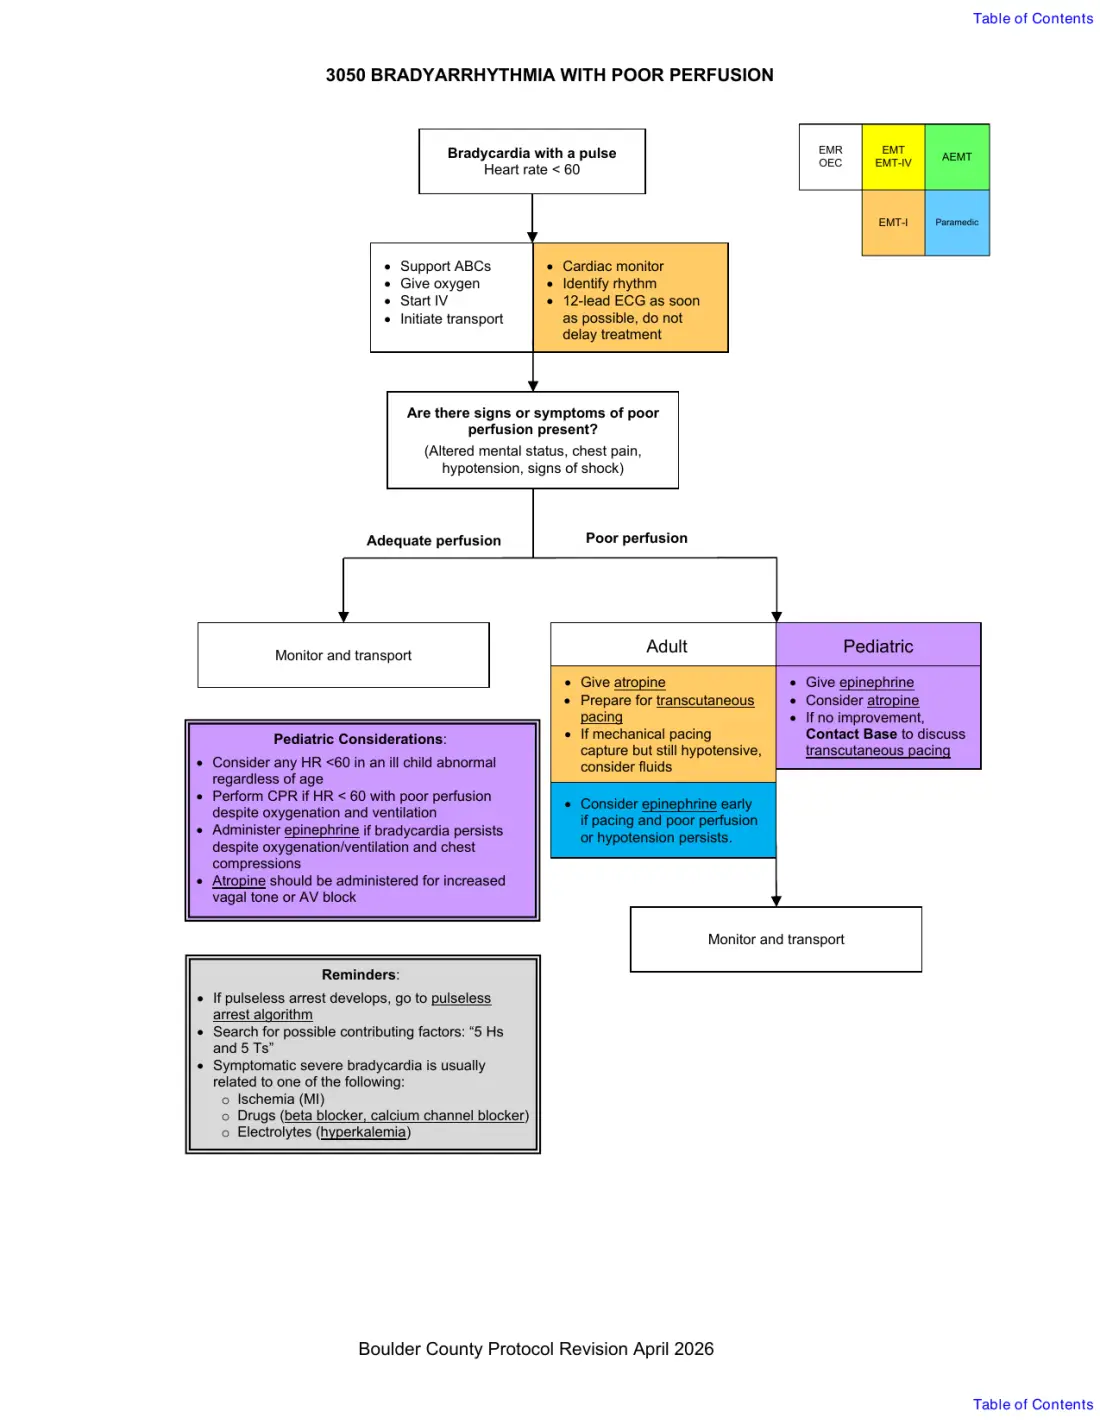 Table of Contents
3050 BRADYARRHYTHMIA WITH POOR PERFUSION
Bradycardia with a pulse
Heart rate < 60
EMR
OEC
EMT
EMT-IV
AEMT
EMT-I
Paramedic
• Support ABCs
• Give oxygen
• Start IV
• Initiate transport
• Cardiac monitor
• Identify rhythm
• 12-lead ECG as soon
as possible, do not
delay treatment
Are there signs or symptoms of poor
perfusion present?
(Altered mental status, chest pain,
hypotension, signs of shock)
Adequate perfusion
Poor perfusion
Monitor and transport
Adult
• Give atropine
• Prepare for transcutaneous
pacing
• If mechanical pacing
capture but still hypotensive,
consider fluids
• Consider epinephrine early
if pacing and poor perfusion
or hypotension persists.
Pediatric
• Give epinephrine
• Consider atropine
• If no improvement,
Contact Base to discuss
transcutaneous pacing
Monitor and transport
Pediatric Considerations:
• Consider any HR <60 in an ill child abnormal
regardless of age
• Perform CPR if HR < 60 with poor perfusion
despite oxygenation and ventilation
• Administer epinephrine if bradycardia persists
despite oxygenation/ventilation and chest
compressions
• Atropine should be administered for increased
vagal tone or AV block
Reminders:
• If pulseless arrest develops, go to pulseless
arrest algorithm
• Search for possible contributing factors: “5 Hs
and 5 Ts”
• Symptomatic severe bradycardia is usually
related to one of the following:
o Ischemia (MI)
o Drugs (beta blocker, calcium channel blocker)
o Electrolytes (hyperkalemia)
Boulder County Protocol Revision April 2026
Table of Contents